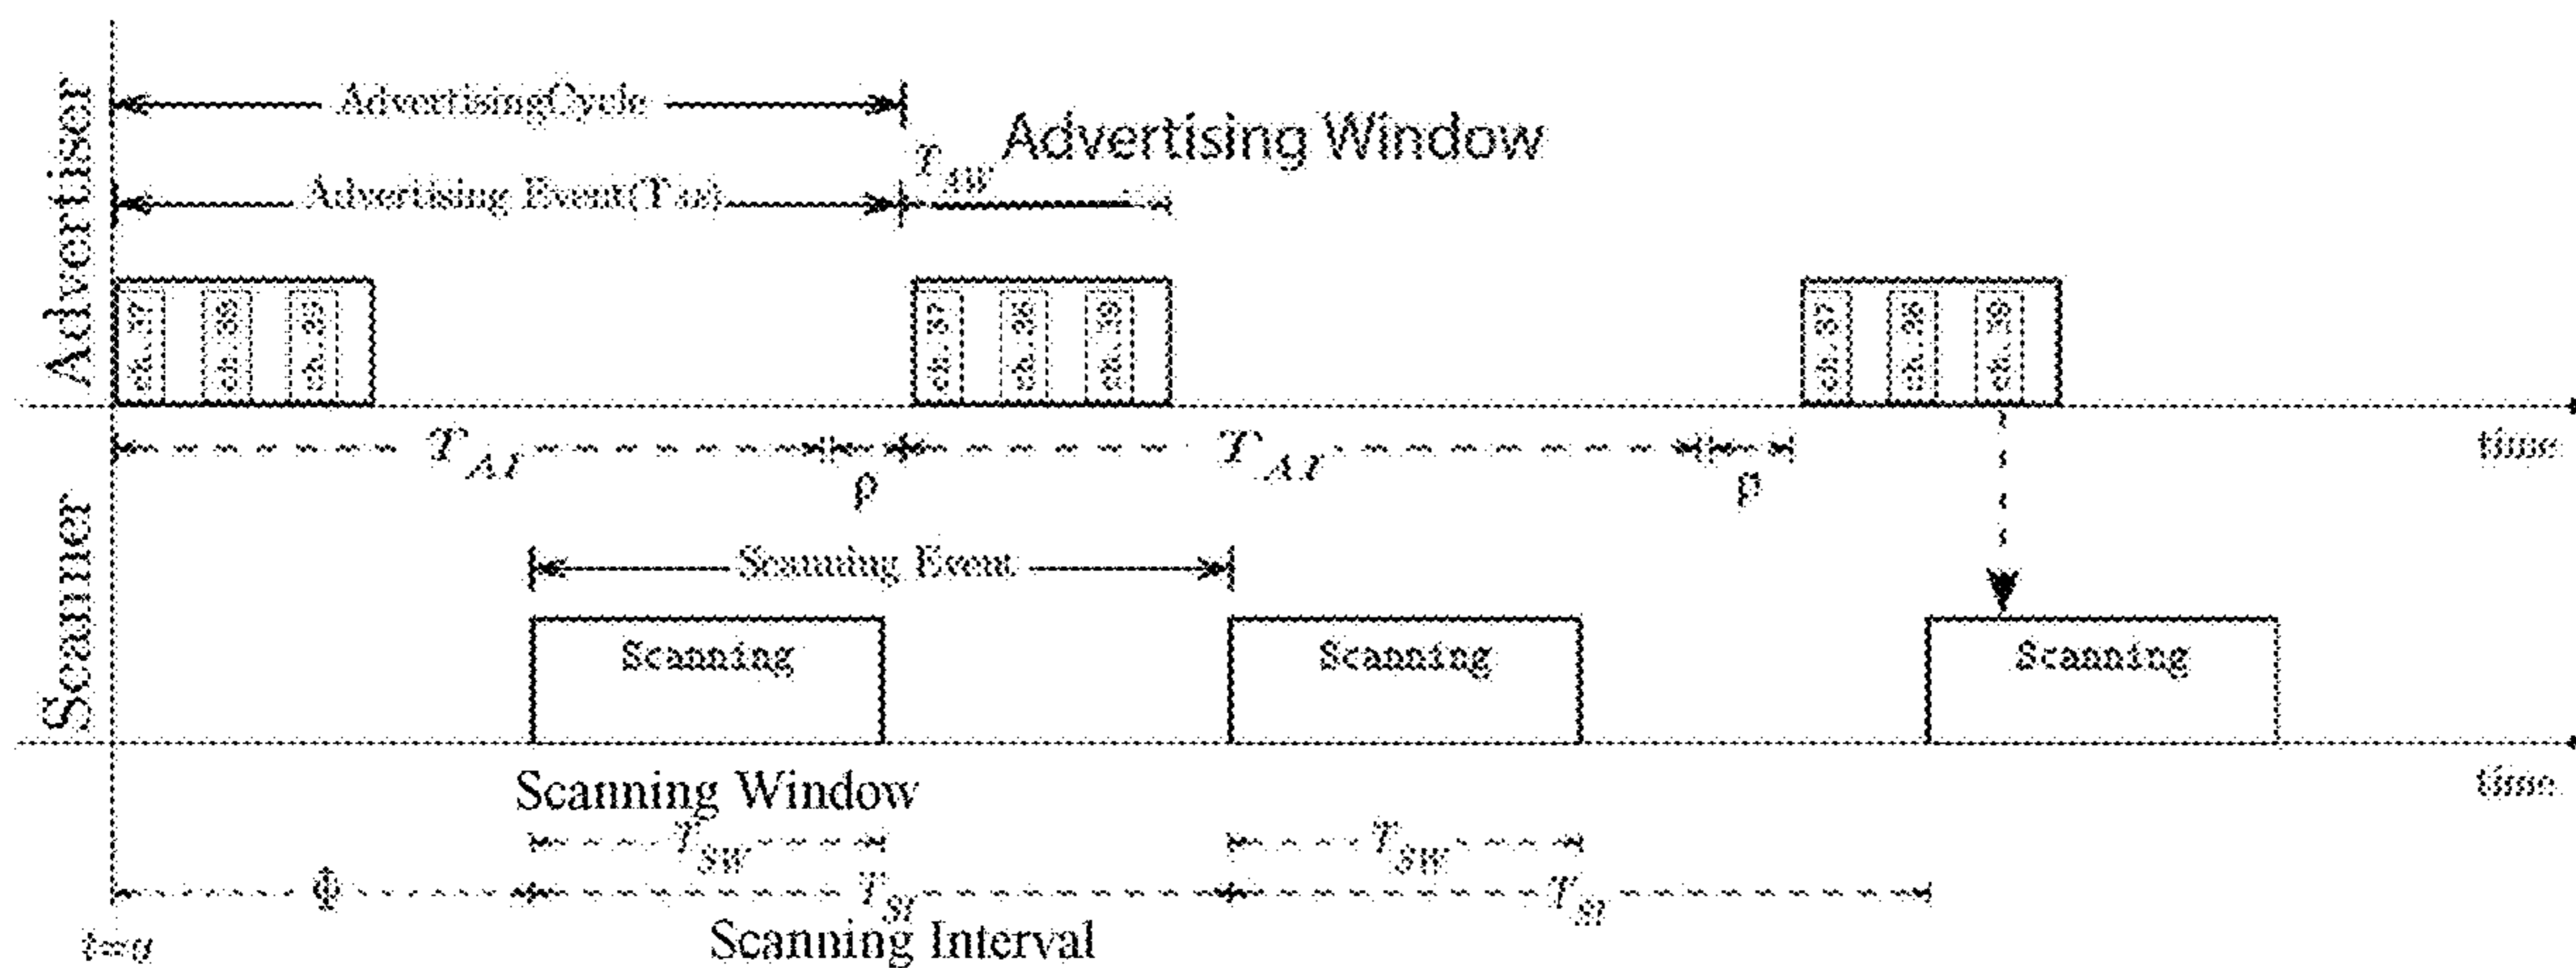 Advertiser
AdvertisingCycle
Advertising Window
T_AW
Advertising Event(T
ch.37 ch.38 ch.39
ch.37 ch.38 ch.39
ch.37 ch.38 ch.39
T_AI ρ T_AI ρ time
Scanner
Scanning Event
Scanning Scanning Scanning
time
Scanning Window
T_SW T_SW
Φ T_SI T_SI
Scanning Interval